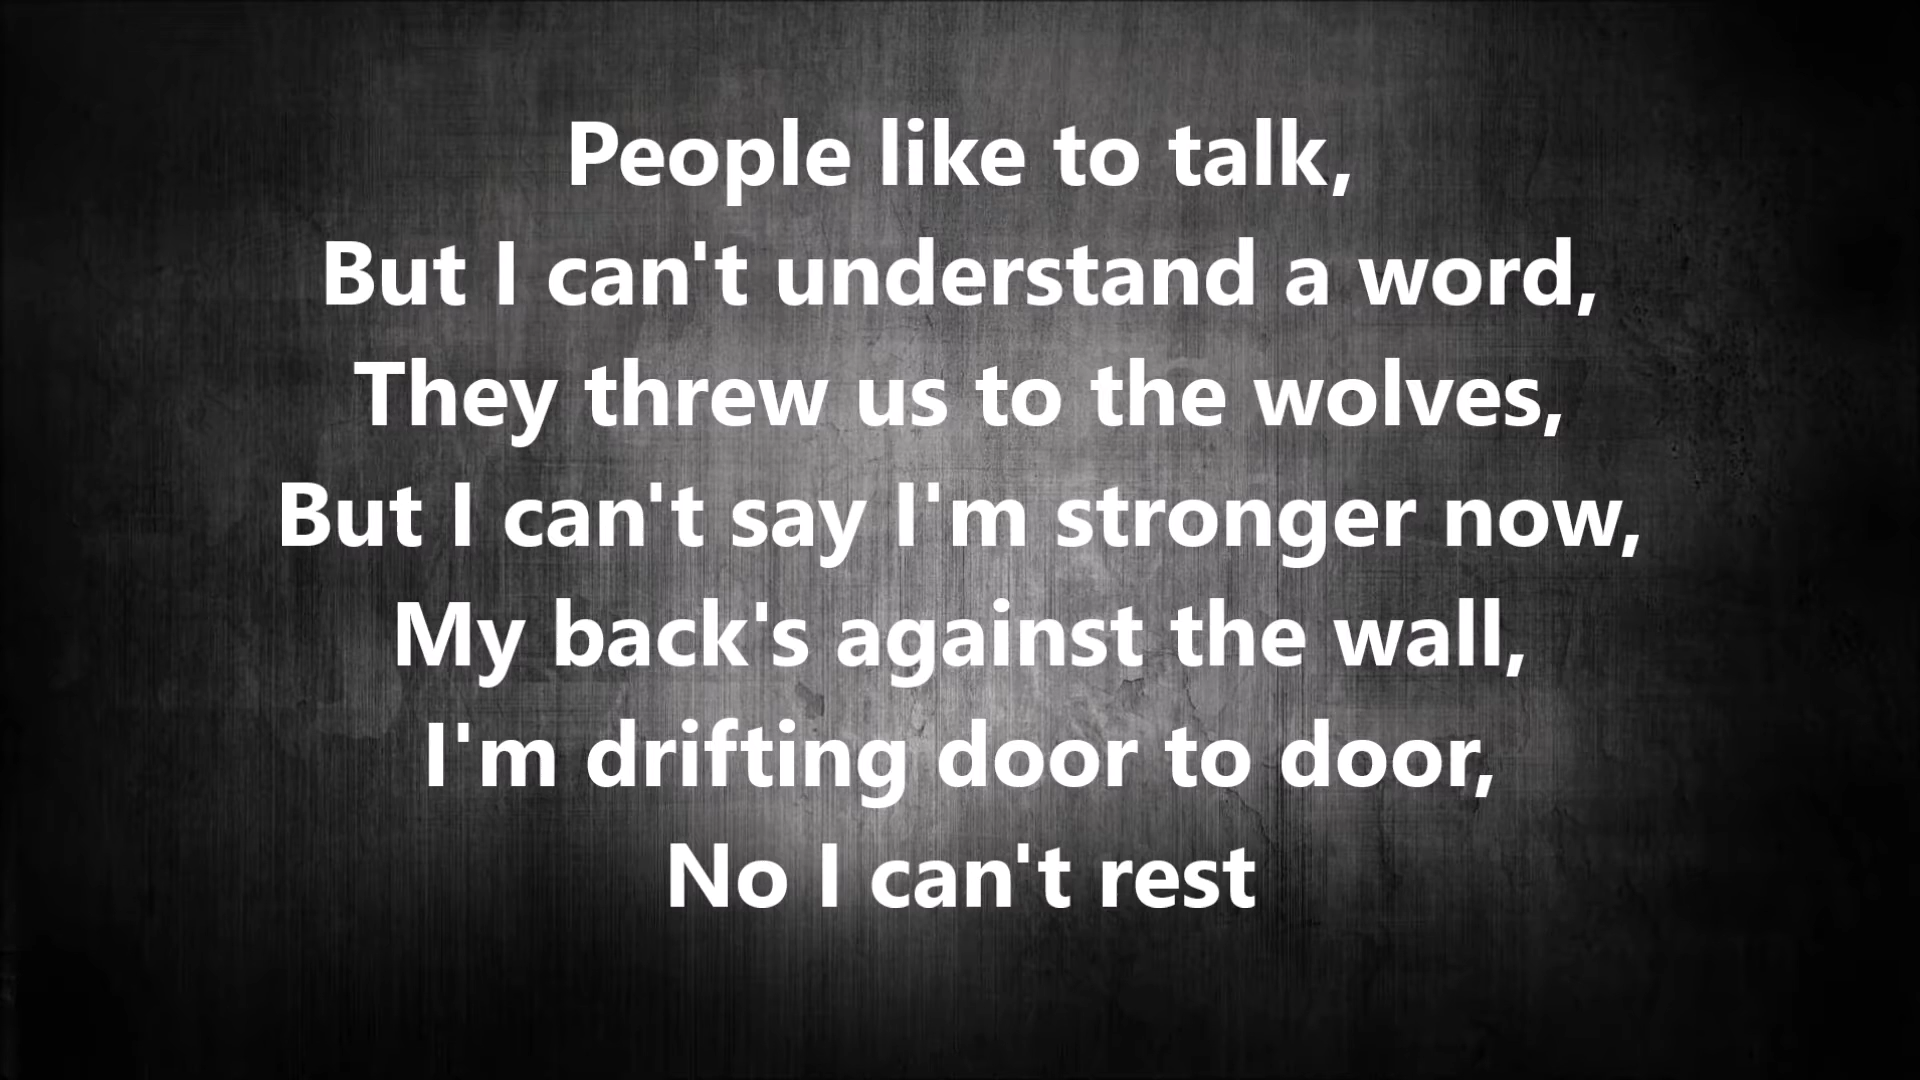 People like to talk,
But I can't understand a word,
They threw us to the wolves,
But I can't say I'm stronger now,
My back's against the wall,
I'm drifting door to door,
No I can't rest